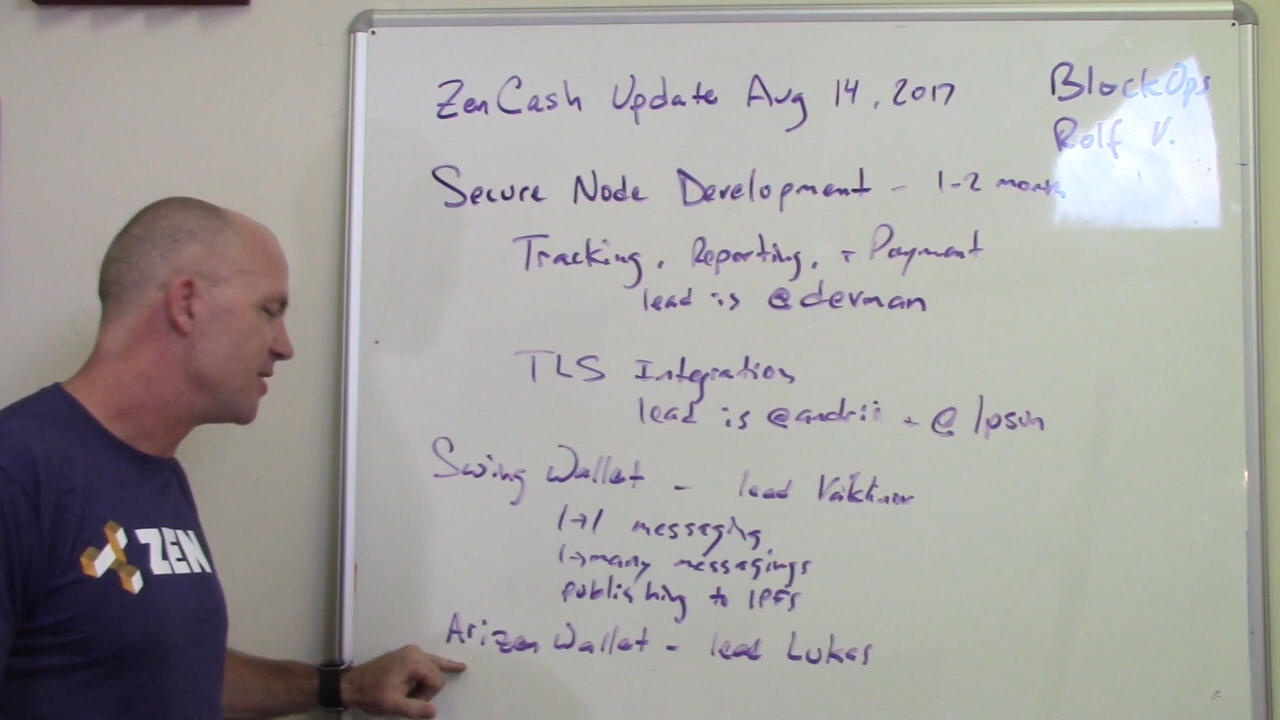 ZenCash Update Aug 14, 2017
BlockOps
Rolf V.
Secure Node Development - 1-2 month
Tracking, Reporting, + Payment
lead is @devman
TLS Integration
lead is @andrii + @
Swing Wallet - lead
1→1 messaging
1→many messagings
publishing to IPFS
Arizen Wallet - lead Lukas
ZEN